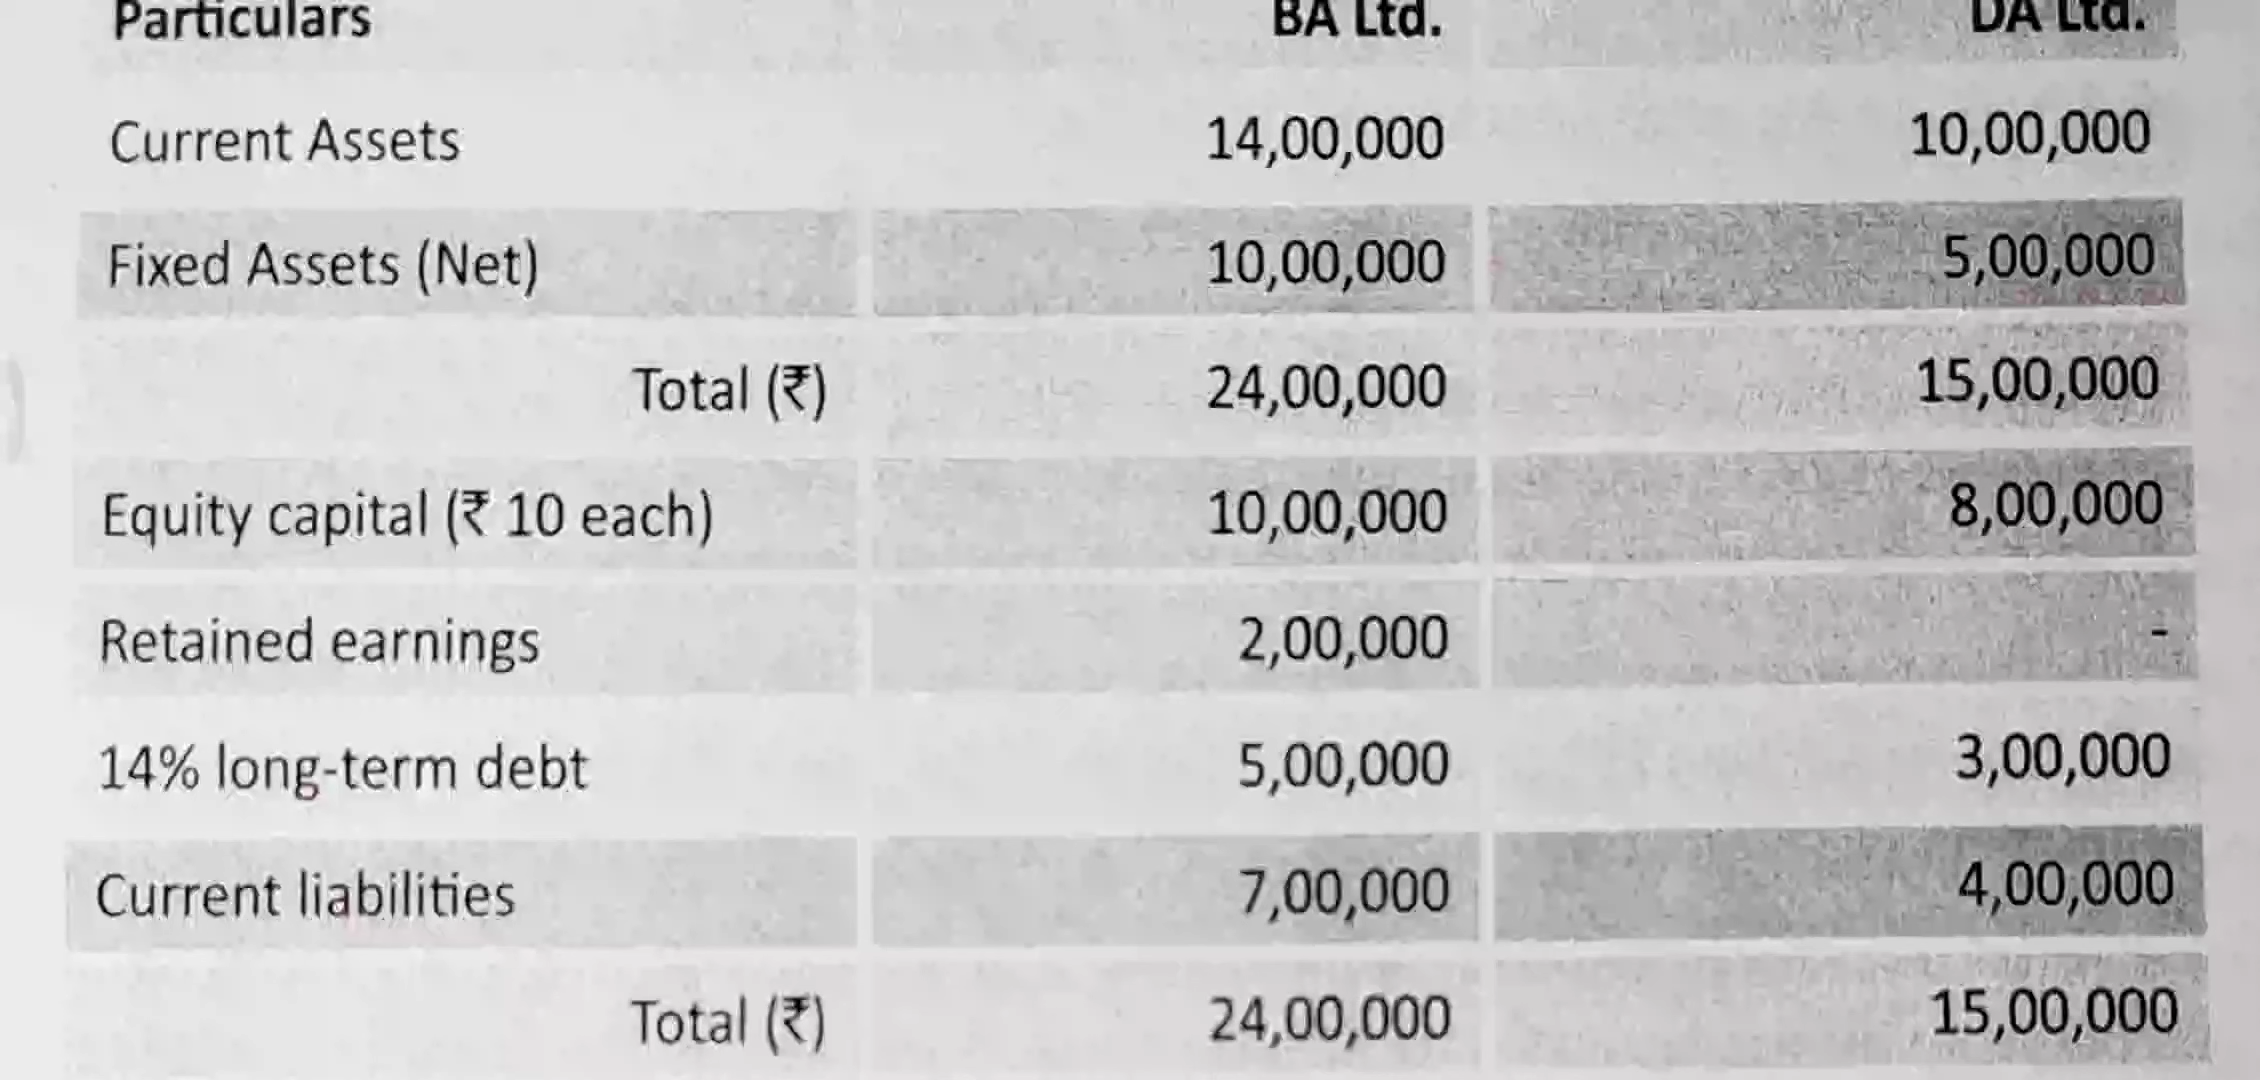 Particulars BA Ltd. DA Ltd.
Current Assets 14,00,000 10,00,000
Fixed Assets (Net) 10,00,000 5,00,000
Total (₹) 24,00,000 15,00,000
Equity capital (₹ 10 each) 10,00,000 8,00,000
Retained earnings 2,00,000 -
14% long-term debt 5,00,000 3,00,000
Current liabilities 7,00,000 4,00,000
Total (₹) 24,00,000 15,00,000